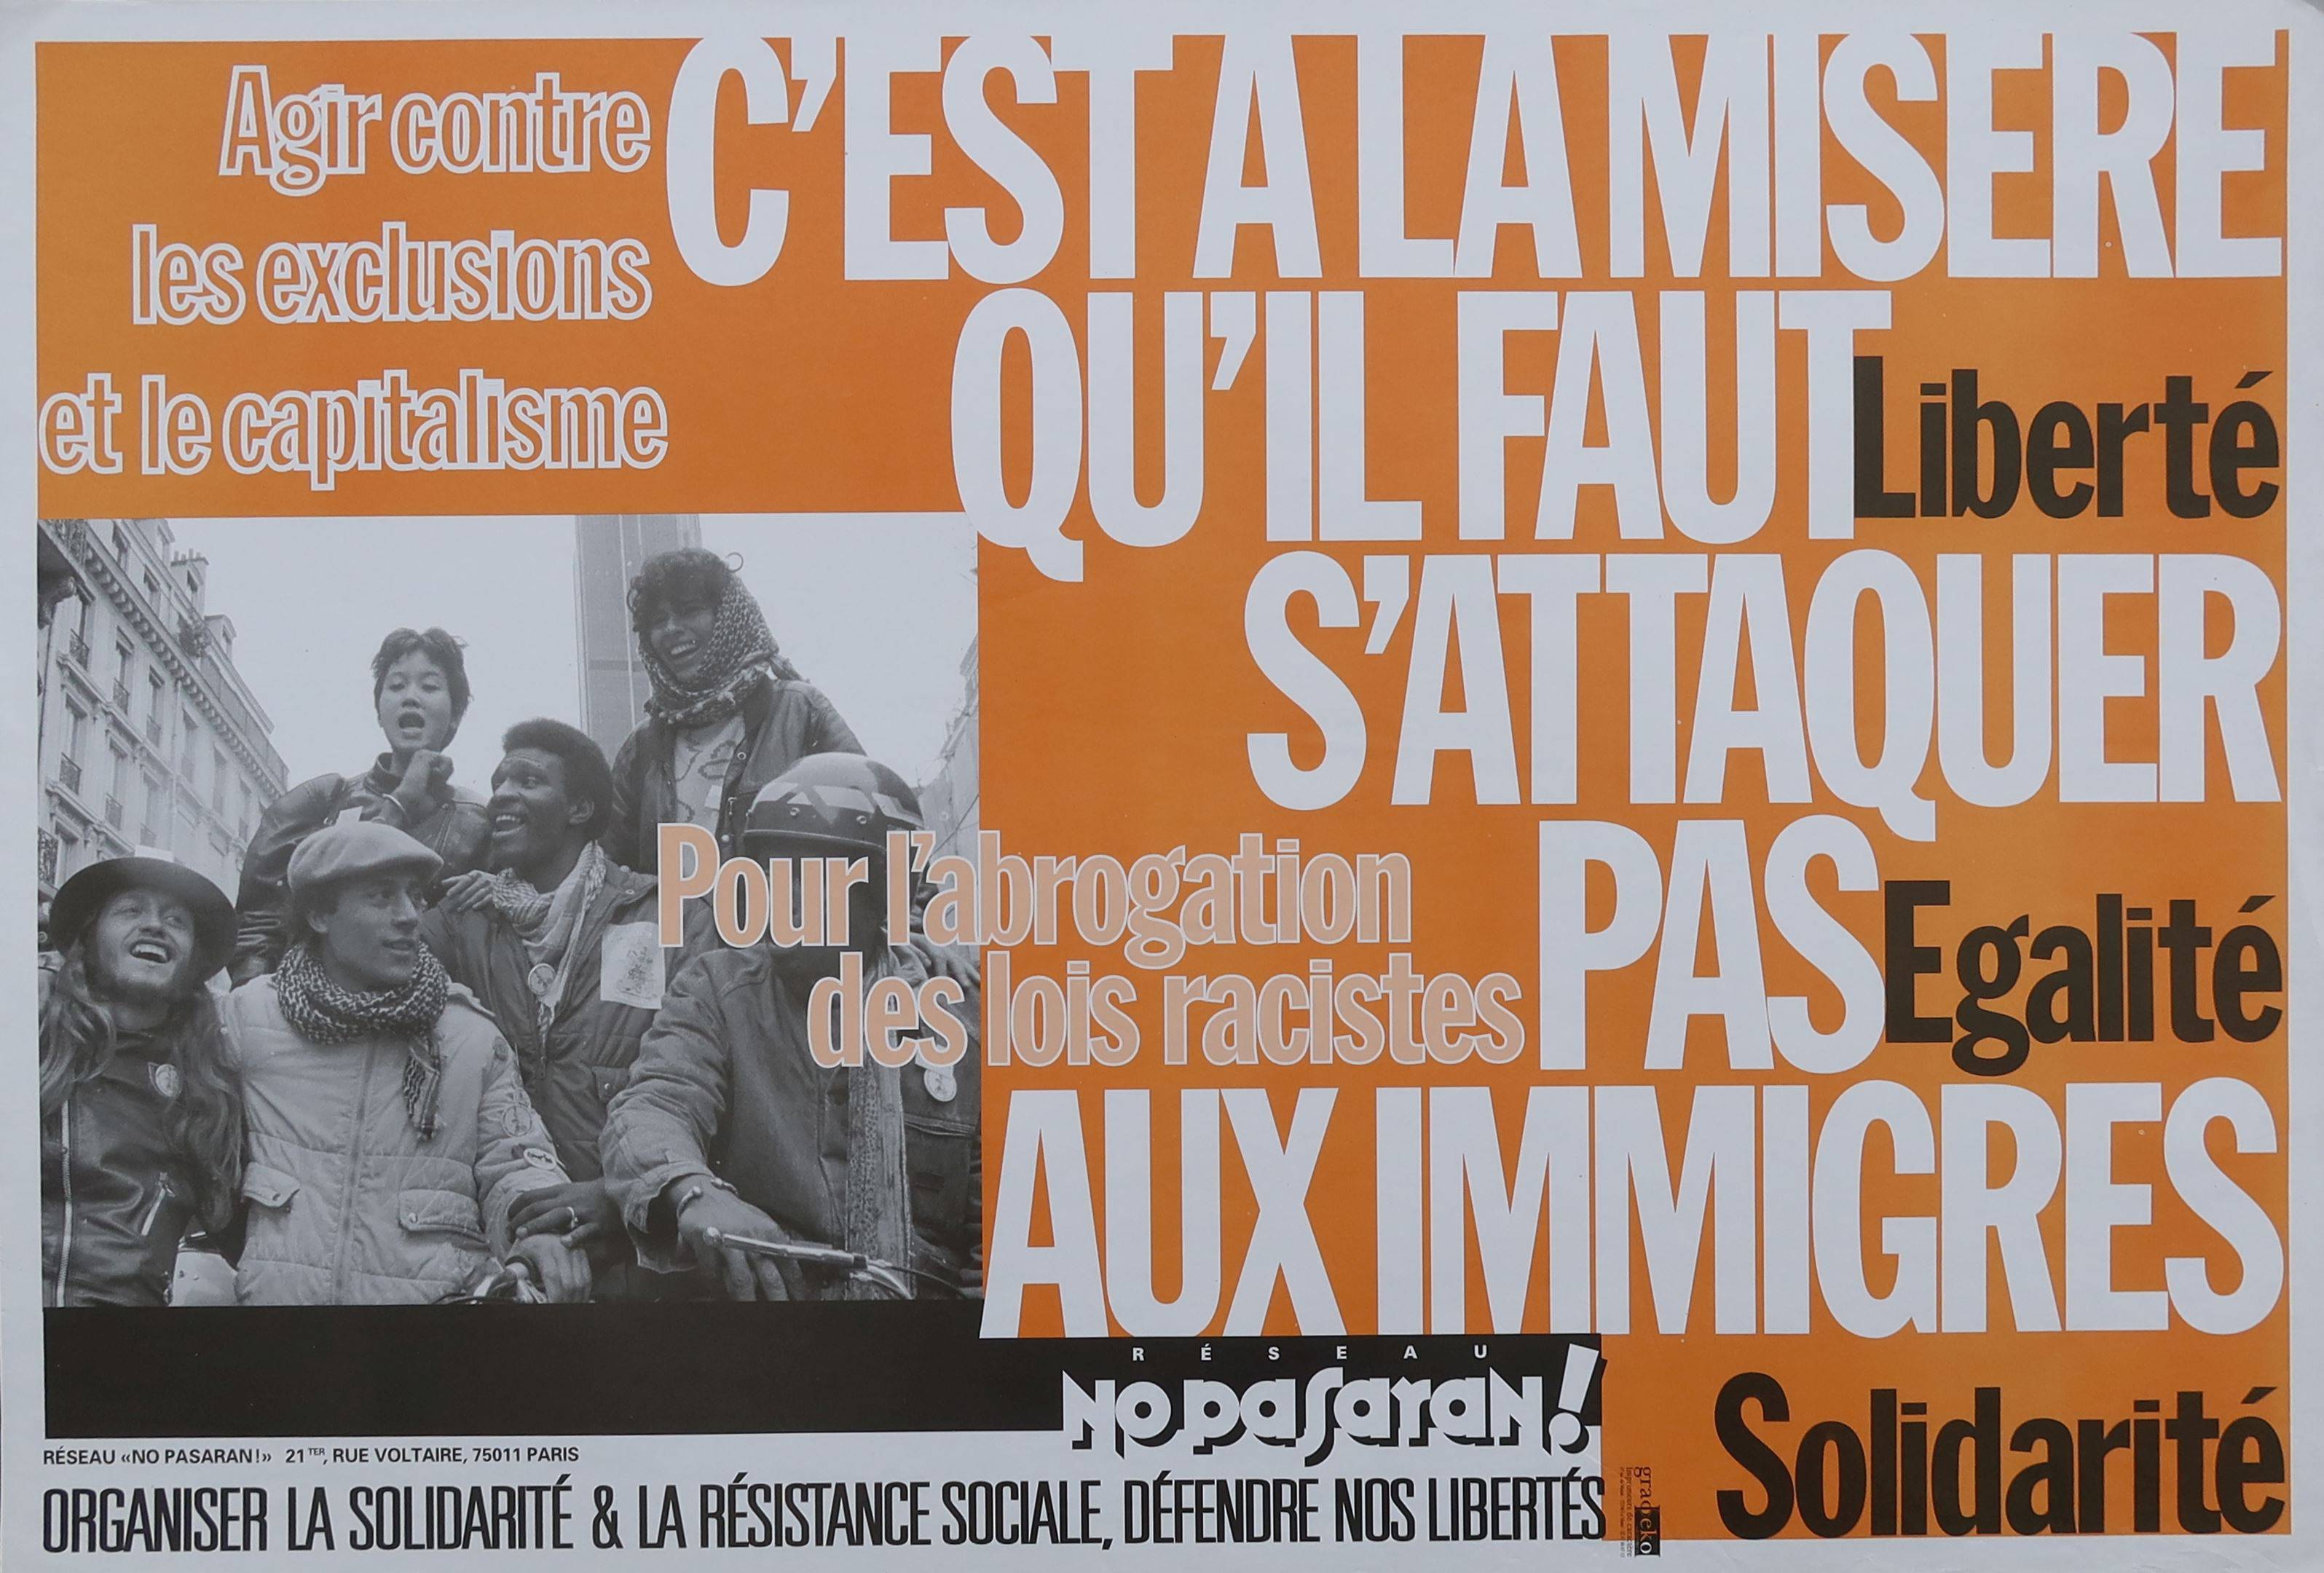 Agir contre
les exclusions
et le capitalisme
C'EST A LA MISERE
QU'IL FAUT
Liberté
S'ATTAQUER
Pour l'abrogation
des lois racistes
PAS
Egalité
AUX IMMIGRES
RÉSEAU
No pasaran!
Solidarité
RÉSEAU «NO PASARAN!» 21 TER, RUE VOLTAIRE, 75011 PARIS
ORGANISER LA SOLIDARITÉ & LA RÉSISTANCE SOCIALE, DÉFENDRE NOS LIBERTÉS